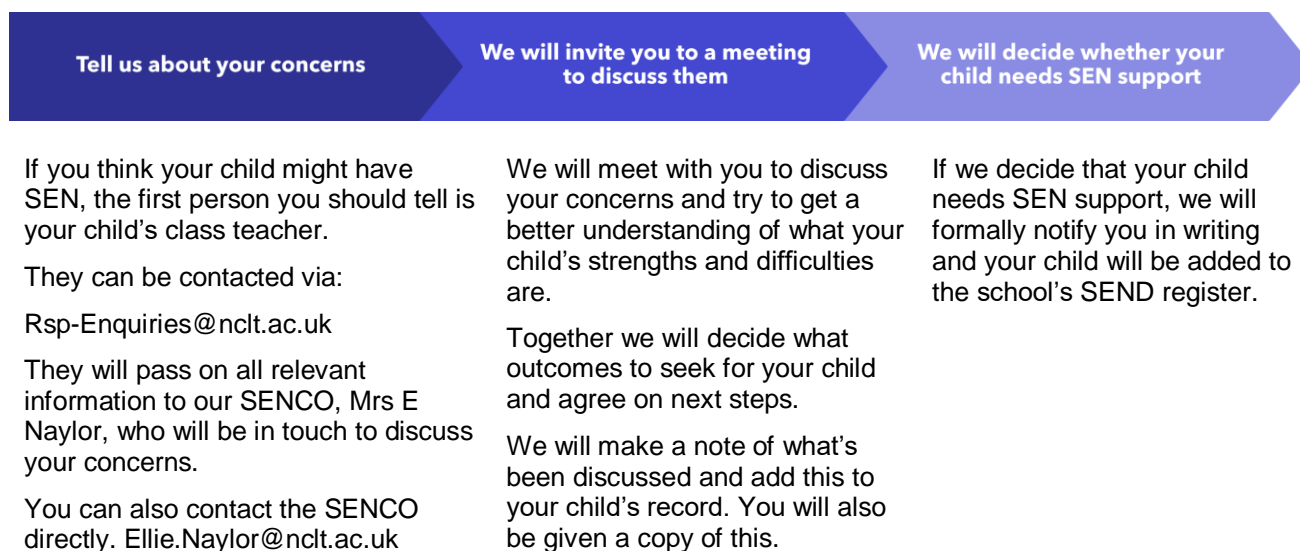 Tell us about your concerns
We will invite you to a meeting
to discuss them
We will decide whether your
child needs SEN support
If you think your child might have
SEN, the first person you should tell is
your child's class teacher.
They can be contacted via:
Rsp-Enquiries@nclt.ac.uk
They will pass on all relevant
information to our SENCO, Mrs E
Naylor, who will be in touch to discuss
your concerns.
You can also contact the SENCO
directly. Ellie.Naylor@nclt.ac.uk
We will meet with you to discuss
your concerns and try to get a
better understanding of what your
child's strengths and difficulties
are.
Together we will decide what
outcomes to seek for your child
and agree on next steps.
We will make a note of what's
been discussed and add this to
your child's record. You will also
be given a copy of this.
If we decide that your child
needs SEN support, we will
formally notify you in writing
and your child will be added to
the school's SEND register.